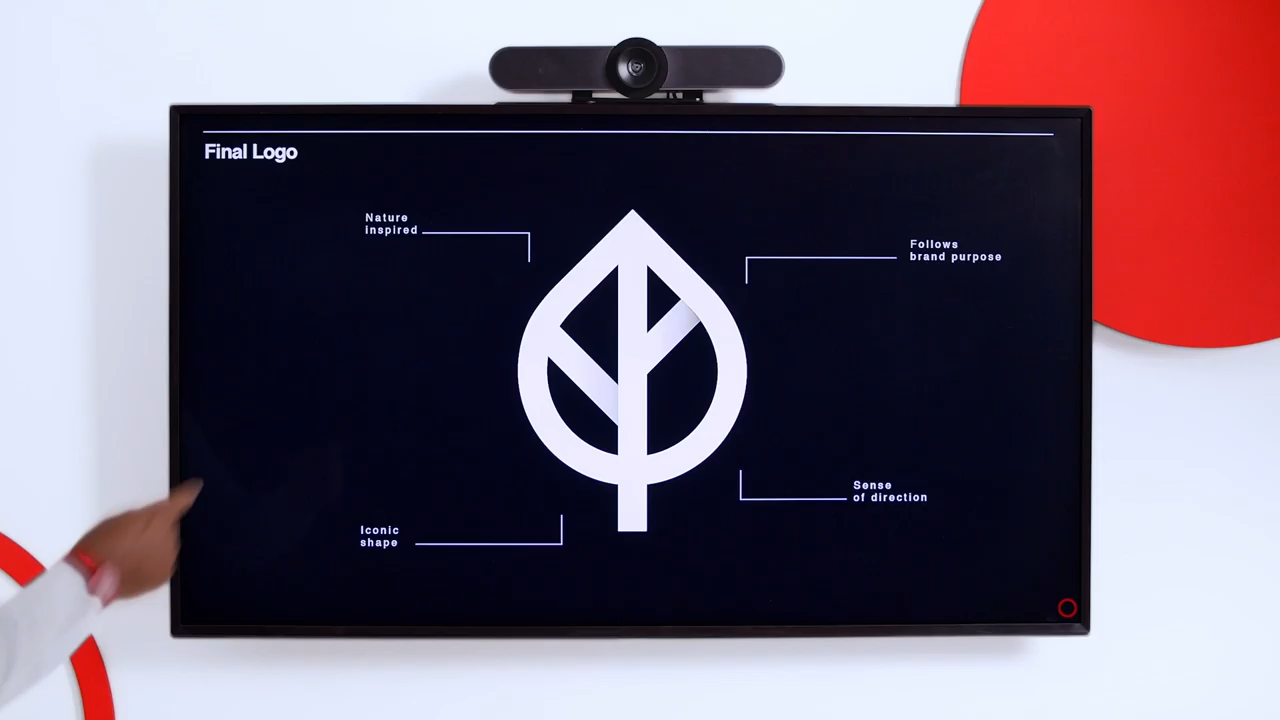 Final Logo
Nature
inspired
Follows
brand purpose
Sense
of direction
Iconic
shape